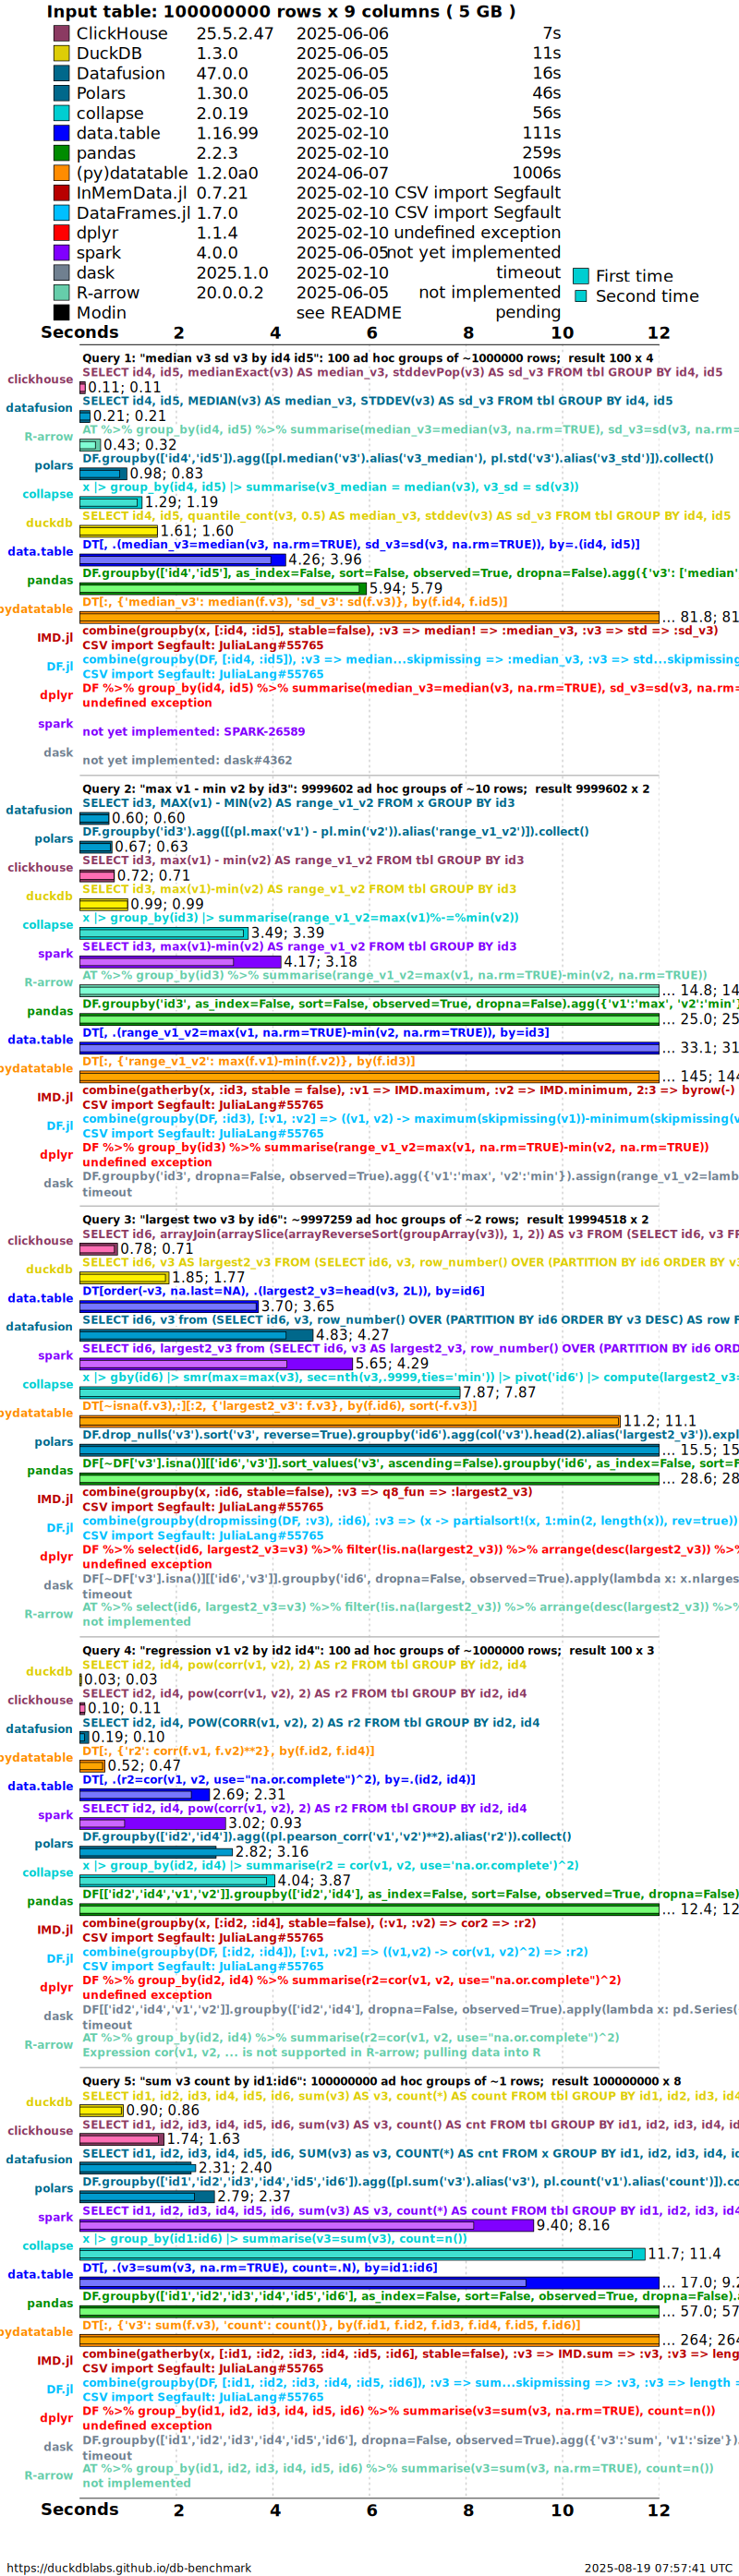 Input table: 100000000 rows x 9 columns ( 5 GB )
ClickHouse 25.5.2.47 2025-06-06 7s
DuckDB 1.3.0 2025-06-05 11s
Datafusion 47.0.0 2025-06-05 16s
Polars 1.30.0 2025-06-05 46s
collapse 2.0.19 2025-02-10 56s
data.table 1.16.99 2025-02-10 111s
pandas 2.2.3 2025-02-10 259s
(py)datatable 1.2.0a0 2024-06-07 1006s
InMemData.jl 0.7.21 2025-02-10 CSV import Segfault
DataFrames.jl 1.7.0 2025-02-10 CSV import Segfault
dplyr 1.1.4 2025-02-10 undefined exception
spark 4.0.0 2025-06-05 not yet implemented
dask 2025.1.0 2025-02-10 timeout
R-arrow 20.0.0.2 2025-06-05 not implemented
Modin see README pending
First time
Second time
Seconds 2 4 6 8 10 12
Query 1: "median v3 sd v3 by id4 id5": 100 ad hoc groups of ~1000000 rows; result 100 x 4
SELECT id4, id5, medianExact(v3) AS median_v3, stddevPop(v3) AS sd_v3 FROM tbl GROUP BY id4, id5
clickhouse 0.11; 0.11
SELECT id4, id5, MEDIAN(v3) AS median_v3, STDDEV(v3) AS sd_v3 FROM tbl GROUP BY id4, id5
datafusion 0.21; 0.21
AT %>% group_by(id4, id5) %>% summarise(median_v3=median(v3, na.rm=TRUE), sd_v3=sd(v3, na.rm=
R-arrow 0.43; 0.32
DF.groupby(['id4','id5']).agg([pl.median('v3').alias('v3_median'), pl.std('v3').alias('v3_std')]).collect()
polars 0.98; 0.83
x |> group_by(id4, id5) |> summarise(v3_median = median(v3), v3_sd = sd(v3))
collapse 1.29; 1.19
SELECT id4, id5, quantile_cont(v3, 0.5) AS median_v3, stddev(v3) AS sd_v3 FROM tbl GROUP BY id4, id5
duckdb 1.61; 1.60
DT[, .(median_v3=median(v3, na.rm=TRUE), sd_v3=sd(v3, na.rm=TRUE)), by=.(id4, id5)]
data.table 4.26; 3.96
DF.groupby(['id4','id5'], as_index=False, sort=False, observed=True, dropna=False).agg({'v3': ['median'
pandas 5.94; 5.79
DT[:, {'median_v3': median(f.v3), 'sd_v3': sd(f.v3)}, by(f.id4, f.id5)]
pydatatable ... 81.8; 81
combine(groupby(x, [:id4, :id5], stable=false), :v3 => median! => :median_v3, :v3 => std => :sd_v3)
IMD.jl CSV import Segfault: JuliaLang#55765
combine(groupby(DF, [:id4, :id5]), :v3 => median...skipmissing => :median_v3, :v3 => std...skipmissing
DF.jl CSV import Segfault: JuliaLang#55765
DF %>% group_by(id4, id5) %>% summarise(median_v3=median(v3, na.rm=TRUE), sd_v3=sd(v3, na.rm=
dplyr undefined exception
spark not yet implemented: SPARK-26589
dask not yet implemented: dask#4362
Query 2: "max v1 - min v2 by id3": 9999602 ad hoc groups of ~10 rows; result 9999602 x 2
SELECT id3, MAX(v1) - MIN(v2) AS range_v1_v2 FROM x GROUP BY id3
datafusion 0.60; 0.60
DF.groupby('id3').agg([(pl.max('v1') - pl.min('v2')).alias('range_v1_v2')]).collect()
polars 0.67; 0.63
SELECT id3, max(v1) - min(v2) AS range_v1_v2 FROM tbl GROUP BY id3
clickhouse 0.72; 0.71
SELECT id3, max(v1)-min(v2) AS range_v1_v2 FROM tbl GROUP BY id3
duckdb 0.99; 0.99
x |> group_by(id3) |> summarise(range_v1_v2=max(v1)%-=%min(v2))
collapse 3.49; 3.39
SELECT id3, max(v1)-min(v2) AS range_v1_v2 FROM tbl GROUP BY id3
spark 4.17; 3.18
AT %>% group_by(id3) %>% summarise(range_v1_v2=max(v1, na.rm=TRUE)-min(v2, na.rm=TRUE))
R-arrow ... 14.8; 14
DF.groupby('id3', as_index=False, sort=False, observed=True, dropna=False).agg({'v1':'max', 'v2':'min'}
pandas ... 25.0; 25
DT[, .(range_v1_v2=max(v1, na.rm=TRUE)-min(v2, na.rm=TRUE)), by=id3]
data.table ... 33.1; 31
DT[:, {'range_v1_v2': max(f.v1)-min(f.v2)}, by(f.id3)]
pydatatable ... 145; 144
combine(gatherby(x, :id3, stable = false), :v1 => IMD.maximum, :v2 => IMD.minimum, 2:3 => byrow(-)
IMD.jl CSV import Segfault: JuliaLang#55765
combine(groupby(DF, :id3), [:v1, :v2] => ((v1, v2) -> maximum(skipmissing(v1))-minimum(skipmissing(v
DF.jl CSV import Segfault: JuliaLang#55765
DF %>% group_by(id3) %>% summarise(range_v1_v2=max(v1, na.rm=TRUE)-min(v2, na.rm=TRUE))
dplyr undefined exception
DF.groupby('id3', dropna=False, observed=True).agg({'v1':'max', 'v2':'min'}).assign(range_v1_v2=lamb
dask timeout
Query 3: "largest two v3 by id6": ~9997259 ad hoc groups of ~2 rows; result 19994518 x 2
SELECT id6, arrayJoin(arraySlice(arrayReverseSort(groupArray(v3)), 1, 2)) AS v3 FROM (SELECT id6, v3 FR
clickhouse 0.78; 0.71
SELECT id6, v3 AS largest2_v3 FROM (SELECT id6, v3, row_number() OVER (PARTITION BY id6 ORDER BY v3
duckdb 1.85; 1.77
DT[order(-v3, na.last=NA), .(largest2_v3=head(v3, 2L)), by=id6]
data.table 3.70; 3.65
SELECT id6, v3 from (SELECT id6, v3, row_number() OVER (PARTITION BY id6 ORDER BY v3 DESC) AS row F
datafusion 4.83; 4.27
SELECT id6, largest2_v3 from (SELECT id6, v3 AS largest2_v3, row_number() OVER (PARTITION BY id6 ORD
spark 5.65; 4.29
x |> gby(id6) |> smr(max=max(v3), sec=nth(v3,.9999,ties='min')) |> pivot('id6') |> compute(largest2_v3=
collapse 7.87; 7.87
DT[~isna(f.v3),:][:2, {'largest2_v3': f.v3}, by(f.id6), sort(-f.v3)]
pydatatable 11.2; 11.1
DF.drop_nulls('v3').sort('v3', reverse=True).groupby('id6').agg(col('v3').head(2).alias('largest2_v3')).expl
polars ... 15.5; 15
DF[~DF['v3'].isna()][['id6','v3']].sort_values('v3', ascending=False).groupby('id6', as_index=False, sort=F
pandas ... 28.6; 28
combine(groupby(x, :id6, stable=false), :v3 => q8_fun => :largest2_v3)
IMD.jl CSV import Segfault: JuliaLang#55765
combine(groupby(dropmissing(DF, :v3), :id6), :v3 => (x -> partialsort!(x, 1:min(2, length(x)), rev=true))
DF.jl CSV import Segfault: JuliaLang#55765
DF %>% select(id6, largest2_v3=v3) %>% filter(!is.na(largest2_v3)) %>% arrange(desc(largest2_v3)) %>%
dplyr undefined exception
DF[~DF['v3'].isna()][['id6','v3']].groupby('id6', dropna=False, observed=True).apply(lambda x: x.nlarges
dask timeout
AT %>% select(id6, largest2_v3=v3) %>% filter(!is.na(largest2_v3)) %>% arrange(desc(largest2_v3)) %>%
R-arrow not implemented
Query 4: "regression v1 v2 by id2 id4": 100 ad hoc groups of ~1000000 rows; result 100 x 3
SELECT id2, id4, pow(corr(v1, v2), 2) AS r2 FROM tbl GROUP BY id2, id4
duckdb 0.03; 0.03
SELECT id2, id4, pow(corr(v1, v2), 2) AS r2 FROM tbl GROUP BY id2, id4
clickhouse 0.10; 0.11
SELECT id2, id4, POW(CORR(v1, v2), 2) AS r2 FROM tbl GROUP BY id2, id4
datafusion 0.19; 0.10
DT[:, {'r2': corr(f.v1, f.v2)**2}, by(f.id2, f.id4)]
pydatatable 0.52; 0.47
DT[, .(r2=cor(v1, v2, use="na.or.complete")^2), by=.(id2, id4)]
data.table 2.69; 2.31
SELECT id2, id4, pow(corr(v1, v2), 2) AS r2 FROM tbl GROUP BY id2, id4
spark 3.02; 0.93
DF.groupby(['id2','id4']).agg((pl.pearson_corr('v1','v2')**2).alias('r2')).collect()
polars 2.82; 3.16
x |> group_by(id2, id4) |> summarise(r2 = cor(v1, v2, use='na.or.complete')^2)
collapse 4.04; 3.87
DF[['id2','id4','v1','v2']].groupby(['id2','id4'], as_index=False, sort=False, observed=True, dropna=False)
pandas ... 12.4; 12
combine(groupby(x, [:id2, :id4], stable=false), (:v1, :v2) => cor2 => :r2)
IMD.jl CSV import Segfault: JuliaLang#55765
combine(groupby(DF, [:id2, :id4]), [:v1, :v2] => ((v1,v2) -> cor(v1, v2)^2) => :r2)
DF.jl CSV import Segfault: JuliaLang#55765
DF %>% group_by(id2, id4) %>% summarise(r2=cor(v1, v2, use="na.or.complete")^2)
dplyr undefined exception
DF[['id2','id4','v1','v2']].groupby(['id2','id4'], dropna=False, observed=True).apply(lambda x: pd.Series(
dask timeout
AT %>% group_by(id2, id4) %>% summarise(r2=cor(v1, v2, use="na.or.complete")^2)
R-arrow Expression cor(v1, v2, ... is not supported in R-arrow; pulling data into R
Query 5: "sum v3 count by id1:id6": 100000000 ad hoc groups of ~1 rows; result 100000000 x 8
SELECT id1, id2, id3, id4, id5, id6, sum(v3) AS v3, count(*) AS count FROM tbl GROUP BY id1, id2, id3, id4
duckdb 0.90; 0.86
SELECT id1, id2, id3, id4, id5, id6, sum(v3) AS v3, count() AS cnt FROM tbl GROUP BY id1, id2, id3, id4, id
clickhouse 1.74; 1.63
SELECT id1, id2, id3, id4, id5, id6, SUM(v3) as v3, COUNT(*) AS cnt FROM x GROUP BY id1, id2, id3, id4, id
datafusion 2.31; 2.40
DF.groupby(['id1','id2','id3','id4','id5','id6']).agg([pl.sum('v3').alias('v3'), pl.count('v1').alias('count')]).co
polars 2.79; 2.37
SELECT id1, id2, id3, id4, id5, id6, sum(v3) AS v3, count(*) AS count FROM tbl GROUP BY id1, id2, id3, id4
spark 9.40; 8.16
x |> group_by(id1:id6) |> summarise(v3=sum(v3), count=n())
collapse 11.7; 11.4
DT[, .(v3=sum(v3, na.rm=TRUE), count=.N), by=id1:id6]
data.table ... 17.0; 9.2
DF.groupby(['id1','id2','id3','id4','id5','id6'], as_index=False, sort=False, observed=True, dropna=False).a
pandas ... 57.0; 57
DT[:, {'v3': sum(f.v3), 'count': count()}, by(f.id1, f.id2, f.id3, f.id4, f.id5, f.id6)]
pydatatable ... 264; 264
combine(gatherby(x, [:id1, :id2, :id3, :id4, :id5, :id6], stable=false), :v3 => IMD.sum => :v3, :v3 => leng
IMD.jl CSV import Segfault: JuliaLang#55765
combine(groupby(DF, [:id1, :id2, :id3, :id4, :id5, :id6]), :v3 => sum...skipmissing => :v3, :v3 => length =
DF.jl CSV import Segfault: JuliaLang#55765
DF %>% group_by(id1, id2, id3, id4, id5, id6) %>% summarise(v3=sum(v3, na.rm=TRUE), count=n())
dplyr undefined exception
DF.groupby(['id1','id2','id3','id4','id5','id6'], dropna=False, observed=True).agg({'v3':'sum', 'v1':'size'}).
dask timeout
AT %>% group_by(id1, id2, id3, id4, id5, id6) %>% summarise(v3=sum(v3, na.rm=TRUE), count=n())
R-arrow not implemented
Seconds 2 4 6 8 10 12
https://duckdblabs.github.io/db-benchmark 2025-08-19 07:57:41 UTC